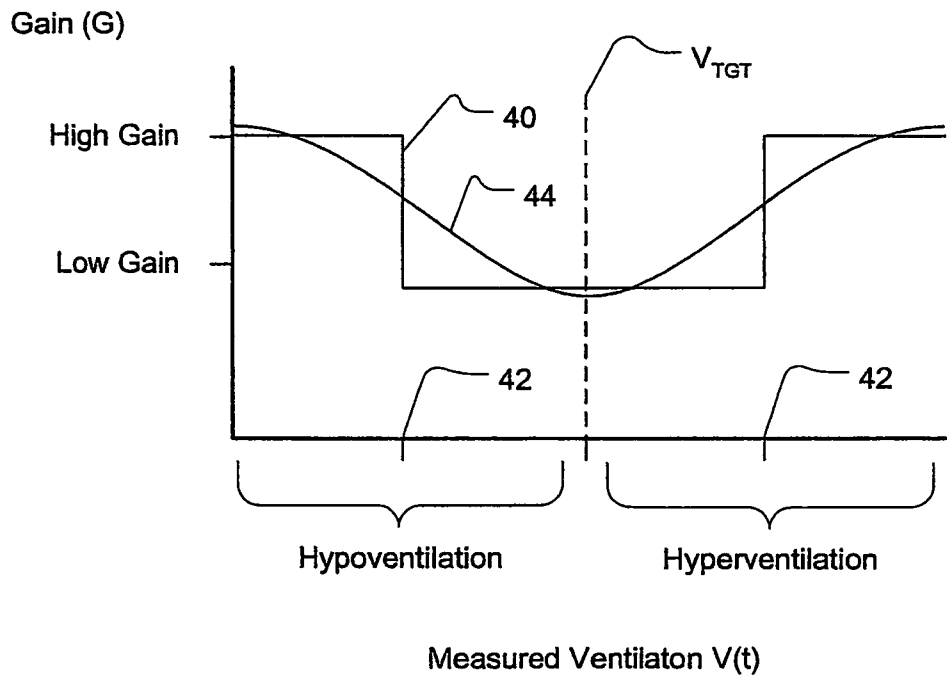 Gain (G)
V_TGT
High Gain
40
44
Low Gain
42
42
Hypoventilation
Hyperventilation
Measured Ventilaton V(t)